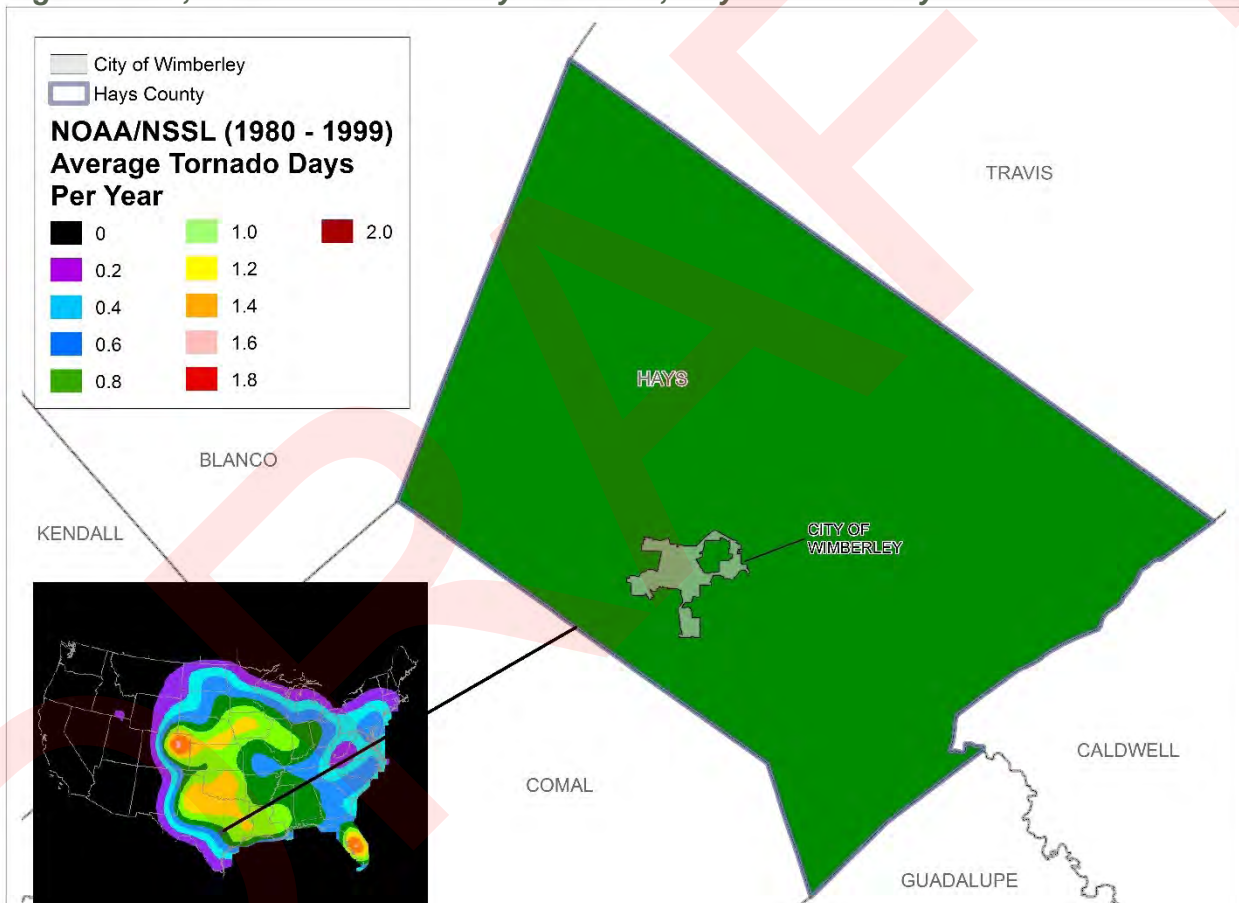 City of Wimberley
Hays County
NOAA/NSSL (1980 - 1999)
Average Tornado Days
Per Year
0
1.0
2.0
0.2
1.2
0.4
1.4
0.6
1.6
0.8
1.8
TRAVIS
HAYS
BLANCO
KENDALL
CITY OF
WIMBERLEY
CALDWELL
COMAL
GUADALUPE